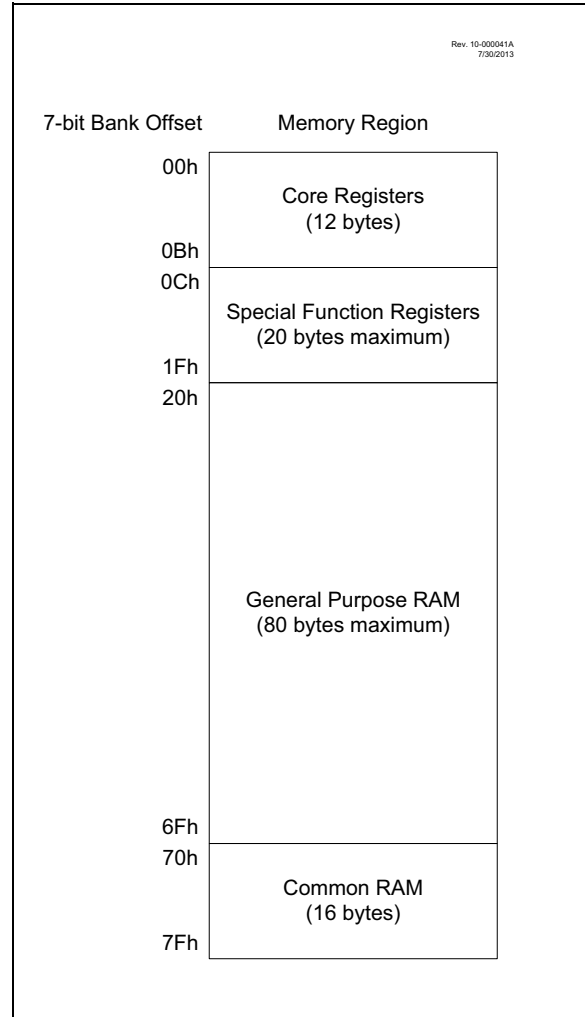 Rev. 10-000041A
7/30/2013
7-bit Bank Offset Memory Region
00h
Core Registers
(12 bytes)
0Bh
0Ch
Special Function Registers
(20 bytes maximum)
1Fh
20h
General Purpose RAM
(80 bytes maximum)
6Fh
70h
Common RAM
(16 bytes)
7Fh